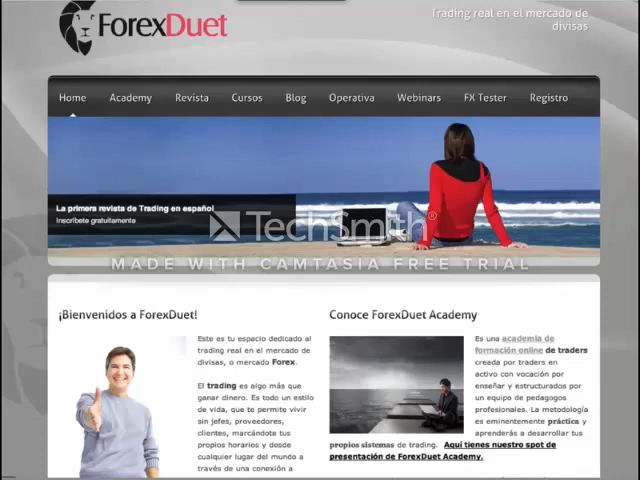 ForexDuet
Trading real en el mercado de
divisas
Home Academy Revista Cursos Blog Operativa Webinars FX Tester Registro
La primera revista de Trading en español
Inscríbete gratuitamente
TechSmith®
MADE WITH CAMTASIA FREE TRIAL
¡Bienvenidos a ForexDuet!
Este es tu espacio dedicado al
trading real en el mercado de
divisas, o mercado Forex.
El trading es algo más que
ganar dinero. Es todo un estilo
de vida, que te permite vivir
sin jefes, proveedores,
clientes, marcándote tus
propios horarios y desde
cualquier lugar del mundo a
través de una conexión a
Conoce ForexDuet Academy
Es una academia de
formación online de traders
creada por traders en
activo con vocación por
enseñar y estructurados por
un equipo de pedagogos
profesionales. La metodología
es eminentemente práctica y
aprenderás a desarrollar tus
propios sistemas de trading. Aquí tienes nuestro spot de
presentación de ForexDuet Academy.